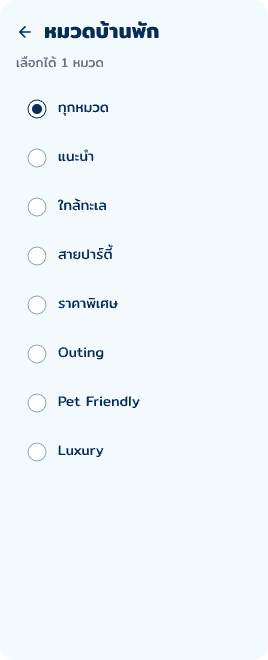 หมวดบ้านพัก
เลือกได้ 1 หมวด
ทุกหมวด
แนะนำ
ใกล้ทะเล
สายปาร์ตี้
ราคาพิเศษ
Outing
Pet Friendly
Luxury